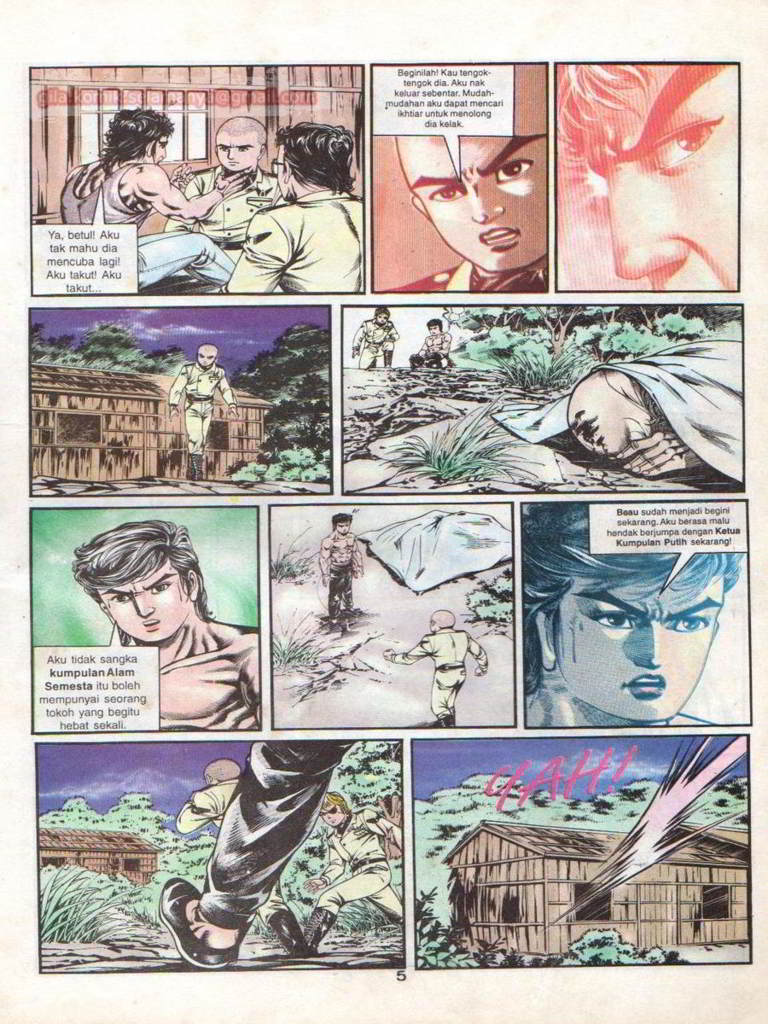 Ya, betul! Aku
tak mahu dia
mencuba lagi!
Aku takut! Aku
takut...
Beginilah! Kau tengok-
tengok dia. Aku nak
keluar sebentar. Mudah-
mudahan aku dapat mencari
ikhtiar untuk menolong
dia kelak.
Aku tidak sangka
kumpulan Alam
Semesta itu boleh
mempunyai seorang
tokoh yang begitu
hebat sekali.
Beau sudah menjadi begini
sekarang. Aku berasa malu
hendak berjumpa dengan Ketua
Kumpulan Putih sekarang!
YAH!
5